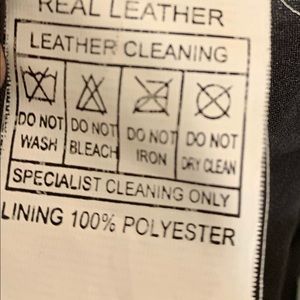 REAL LEATHER
LEATHER CLEANING
DO NOT WASH
DO NOT BLEACH
DO NOT IRON
DO NOT DRY CLEAN
SPECIALIST CLEANING ONLY
LINING 100% POLYESTER